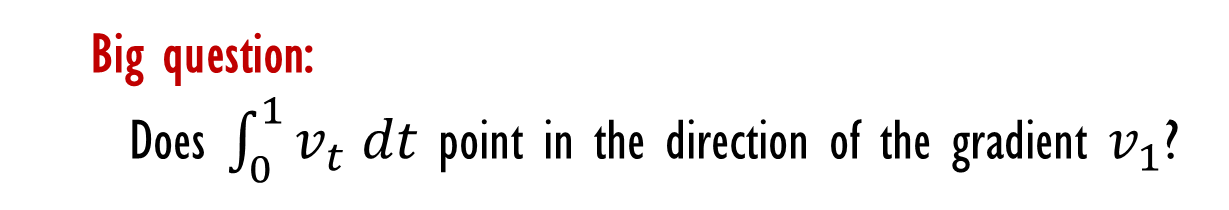 Big question:
Does ∫₀¹ vₜ dt point in the direction of the gradient v₁?